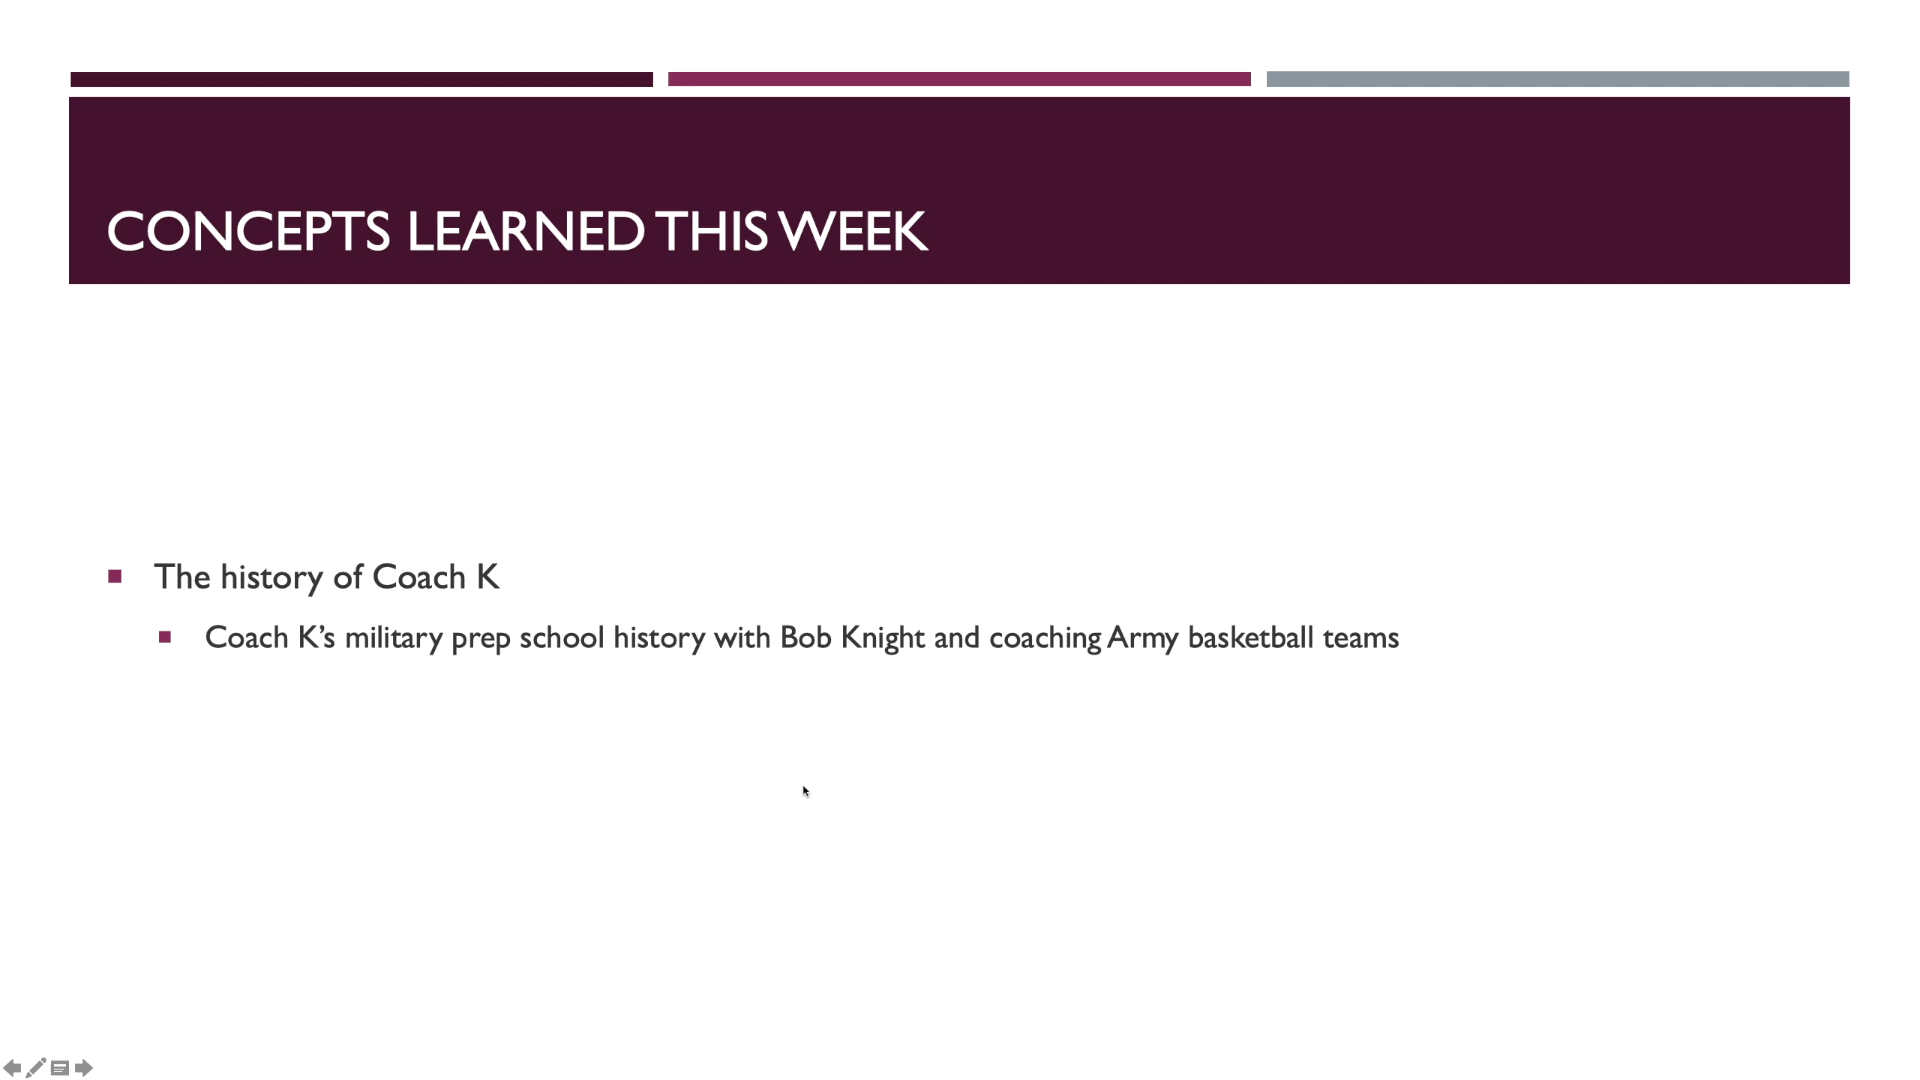 CONCEPTS LEARNED THIS WEEK
The history of Coach K
Coach K’s military prep school history with Bob Knight and coaching Army basketball teams